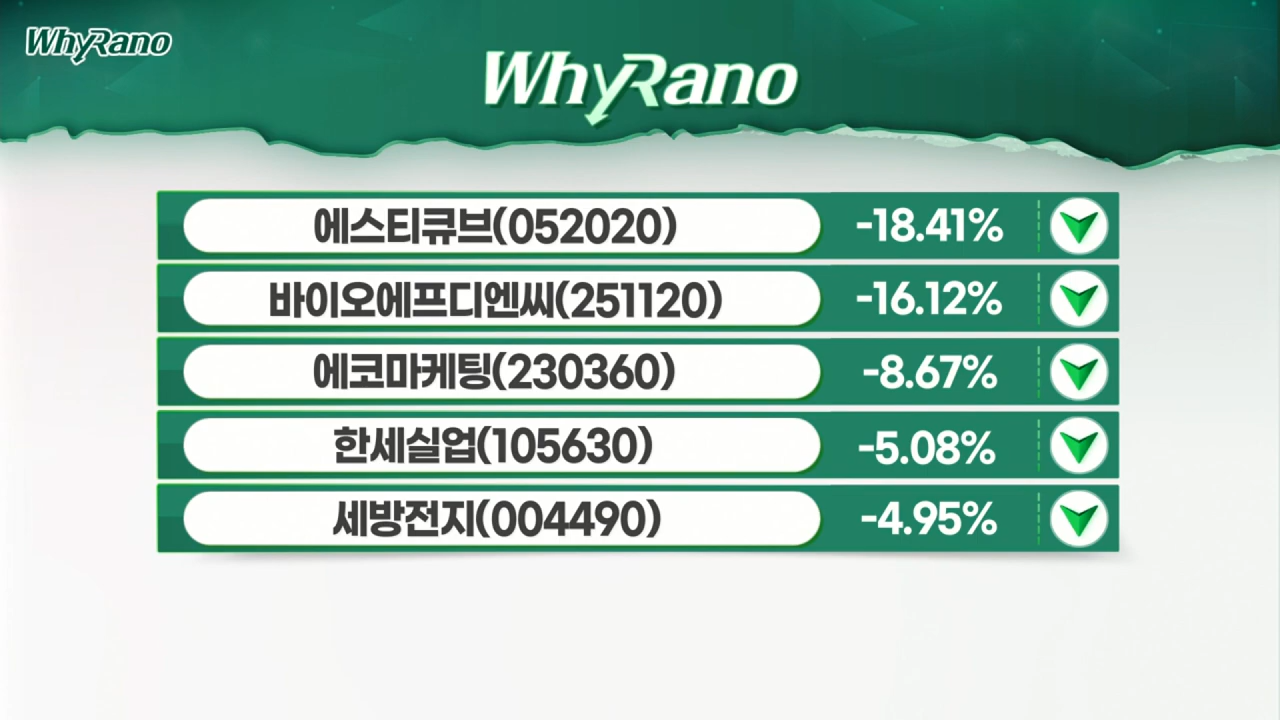 WhyRano
WhyRano
에스티큐브(052020) -18.41%
바이오에프디엔씨(251120) -16.12%
에코마케팅(230360) -8.67%
한세실업(105630) -5.08%
세방전지(004490) -4.95%